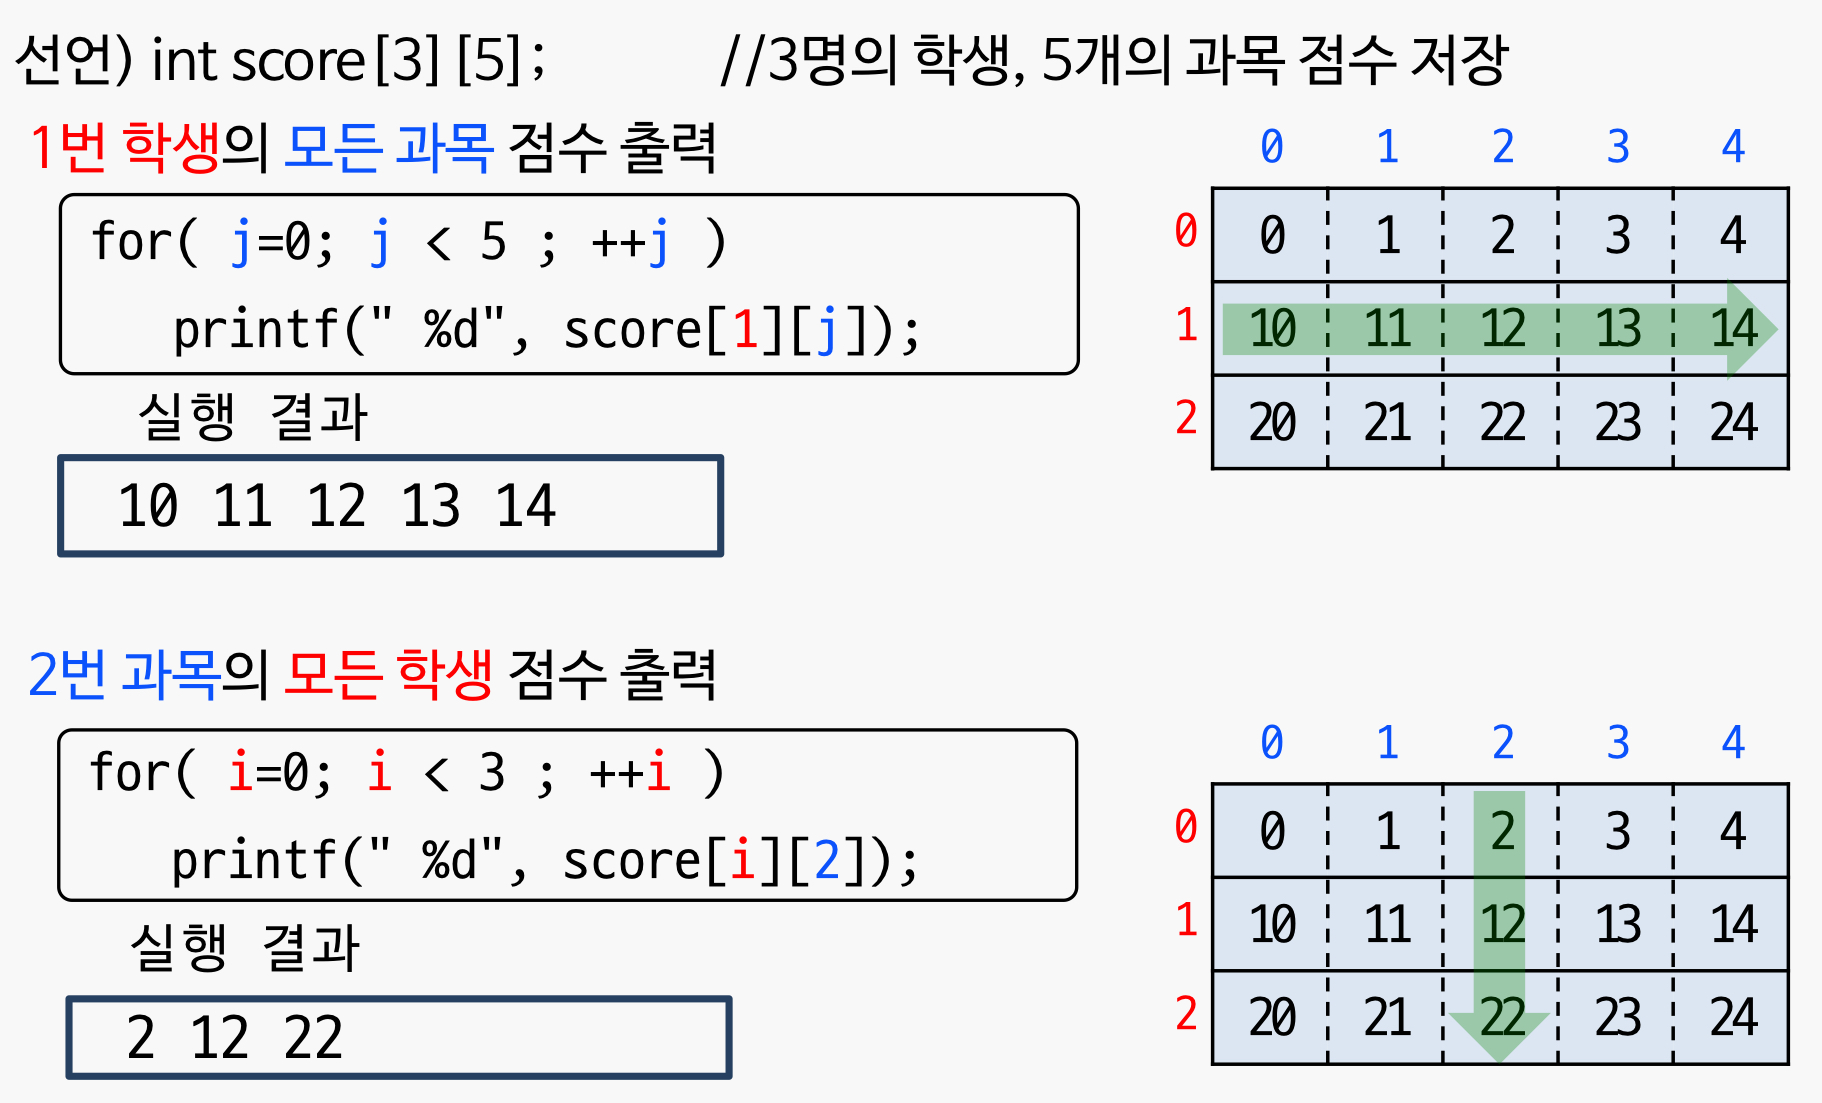 선언) int score[3][5]; //3명의 학생, 5개의 과목 점수 저장
1번 학생의 모든 과목 점수 출력
for( j=0; j < 5 ; ++j )
printf(" %d", score[1][j]);
실행 결과
10 11 12 13 14
0 1 2 3 4
0 0 1 2 3 4
1 10 11 12 13 14
2 20 21 22 23 24
2번 과목의 모든 학생 점수 출력
for( i=0; i < 3 ; ++i )
printf(" %d", score[i][2]);
실행 결과
2 12 22
0 1 2 3 4
0 0 1 2 3 4
1 10 11 12 13 14
2 20 21 22 23 24